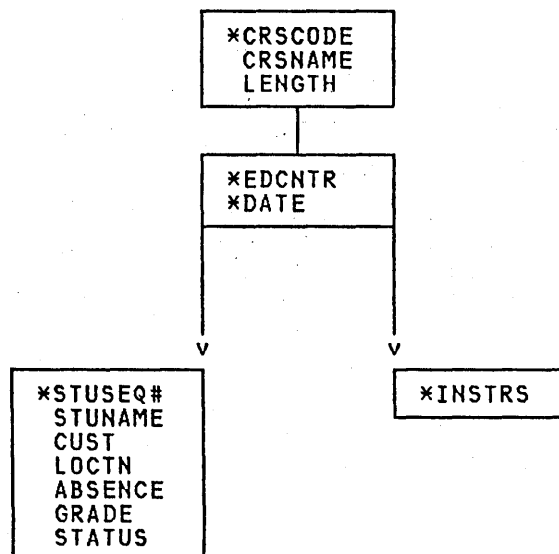 *CRSCODE
CRSNAME
LENGTH
*EDCNTR
*DATE
*STUSEQ#
STUNAME
CUST
LOCTN
ABSENCE
GRADE
STATUS
*INSTRS